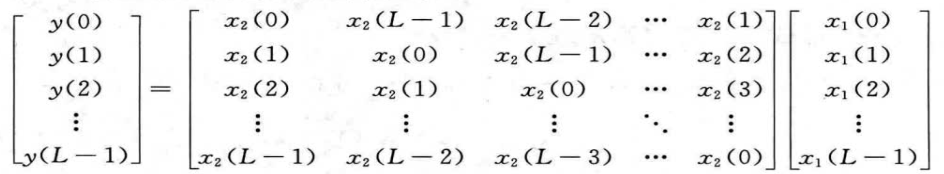 y(0) x₂(0) x₂(L−1) x₂(L−2) ⋯ x₂(1) x₁(0)
y(1) x₂(1) x₂(0) x₂(L−1) ⋯ x₂(2) x₁(1)
y(2) = x₂(2) x₂(1) x₂(0) ⋯ x₂(3) x₁(2)
⋮ ⋮ ⋮ ⋮ ⋱ ⋮ ⋮
y(L−1) x₂(L−1) x₂(L−2) x₂(L−3) ⋯ x₂(0) x₁(L−1)